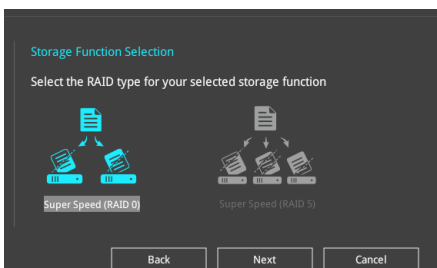 Storage Function Selection
Select the RAID type for your selected storage function
Super Speed (RAID 0)
Super Speed (RAID 5)
Back
Next
Cancel